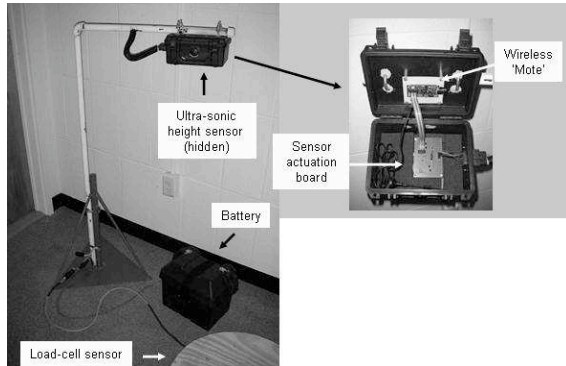 Wireless
'Mote'
Ultra-sonic
height sensor
(hidden)
Sensor
actuation
board
Battery
Load-cell sensor